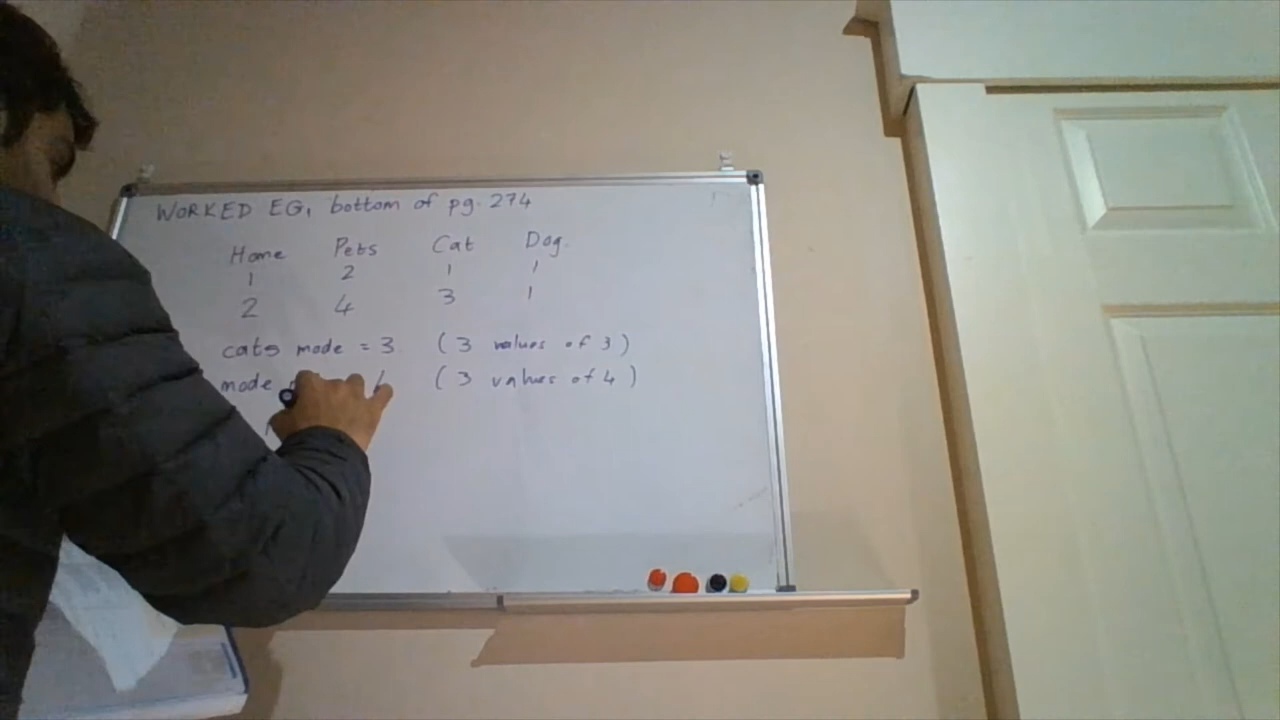 WORKED EG, bottom of pg. 274
Home Pets Cat Dog.
1 2 1 1
2 4 3 1
cats mode = 3 (3 values of 3)
mode (3 values of 4)